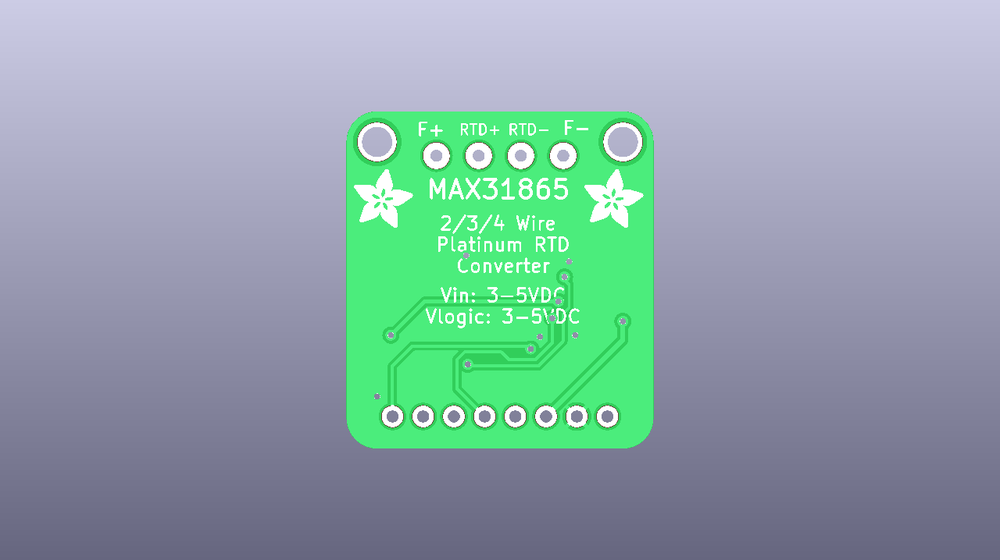 F+ RTD+ RTD- F-
MAX31865
2/3/4 Wire
Platinum RTD
Converter
Vin: 3-5VDC
Vlogic: 3-5VDC